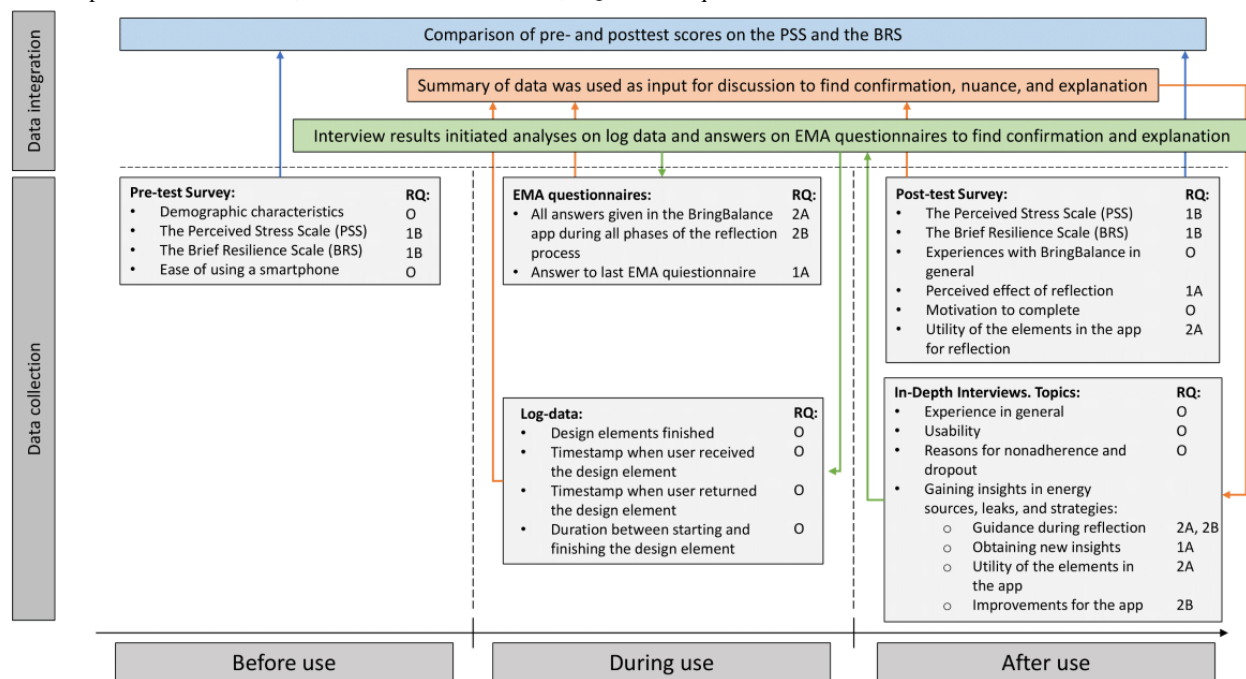 Comparison of pre- and posttest scores on the PSS and the BRS
Summary of data was used as input for discussion to find confirmation, nuance, and explanation
Interview results initiated analyses on log data and answers on EMA questionnaires to find confirmation and explanation
Data integration
Data collection
Pre-test Survey: RQ:
• Demographic characteristics O
• The Perceived Stress Scale (PSS) 1B
• The Brief Resilience Scale (BRS) 1B
• Ease of using a smartphone O
EMA questionnaires: RQ:
• All answers given in the BringBalance 2A
app during all phases of the reflection 2B
process
• Answer to last EMA quiestionnaire 1A
Log-data: RQ:
• Design elements finished O
• Timestamp when user received O
the design element
• Timestamp when user returned O
the design element
• Duration between starting and O
finishing the design element
Post-test Survey: RQ:
• The Perceived Stress Scale (PSS) 1B
• The Brief Resilience Scale (BRS) 1B
• Experiences with BringBalance in O
general
• Perceived effect of reflection 1A
• Motivation to complete O
• Utility of the elements in the app 2A
for reflection
In-Depth Interviews. Topics: RQ:
• Experience in general O
• Usability O
• Reasons for nonadherence and O
dropout
• Gaining insights in energy
sources, leaks, and strategies:
o Guidance during reflection 2A, 2B
o Obtaining new insights 1A
o Utility of the elements in 2A
the app
o Improvements for the app 2B
Before use
During use
After use